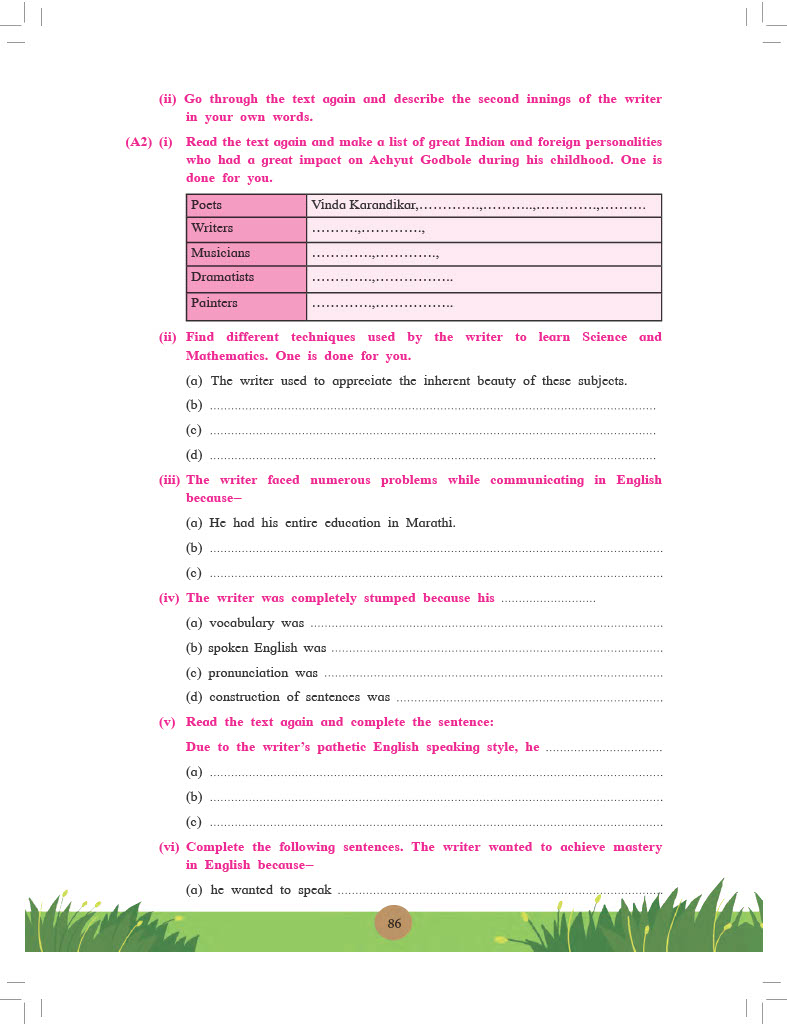 (ii) Go through the text again and describe the second innings of the writer
in your own words.
(A2) (i) Read the text again and make a list of great Indian and foreign personalities
who had a great impact on Achyut Godbole during his childhood. One is
done for you.
Poets Vinda Karandikar,………….,………..,………….,……….
Writers ……….,………….,
Musicians ………….,………….,
Dramatists ………….,……………..
Painters ………….,……………..
(ii) Find different techniques used by the writer to learn Science and
Mathematics. One is done for you.
(a) The writer used to appreciate the inherent beauty of these subjects.
(b) ................................................................
(c) ................................................................
(d) ................................................................
(iii) The writer faced numerous problems while communicating in English
because–
(a) He had his entire education in Marathi.
(b) ................................................................
(c) ................................................................
(iv) The writer was completely stumped because his ...........................
(a) vocabulary was ................................................................
(b) spoken English was ................................................................
(c) pronunciation was ................................................................
(d) construction of sentences was ................................................................
(v) Read the text again and complete the sentence:
Due to the writer's pathetic English speaking style, he .................................
(a) ................................................................
(b) ................................................................
(c) ................................................................
(vi) Complete the following sentences. The writer wanted to achieve mastery
in English because–
(a) he wanted to speak ................................................................
86